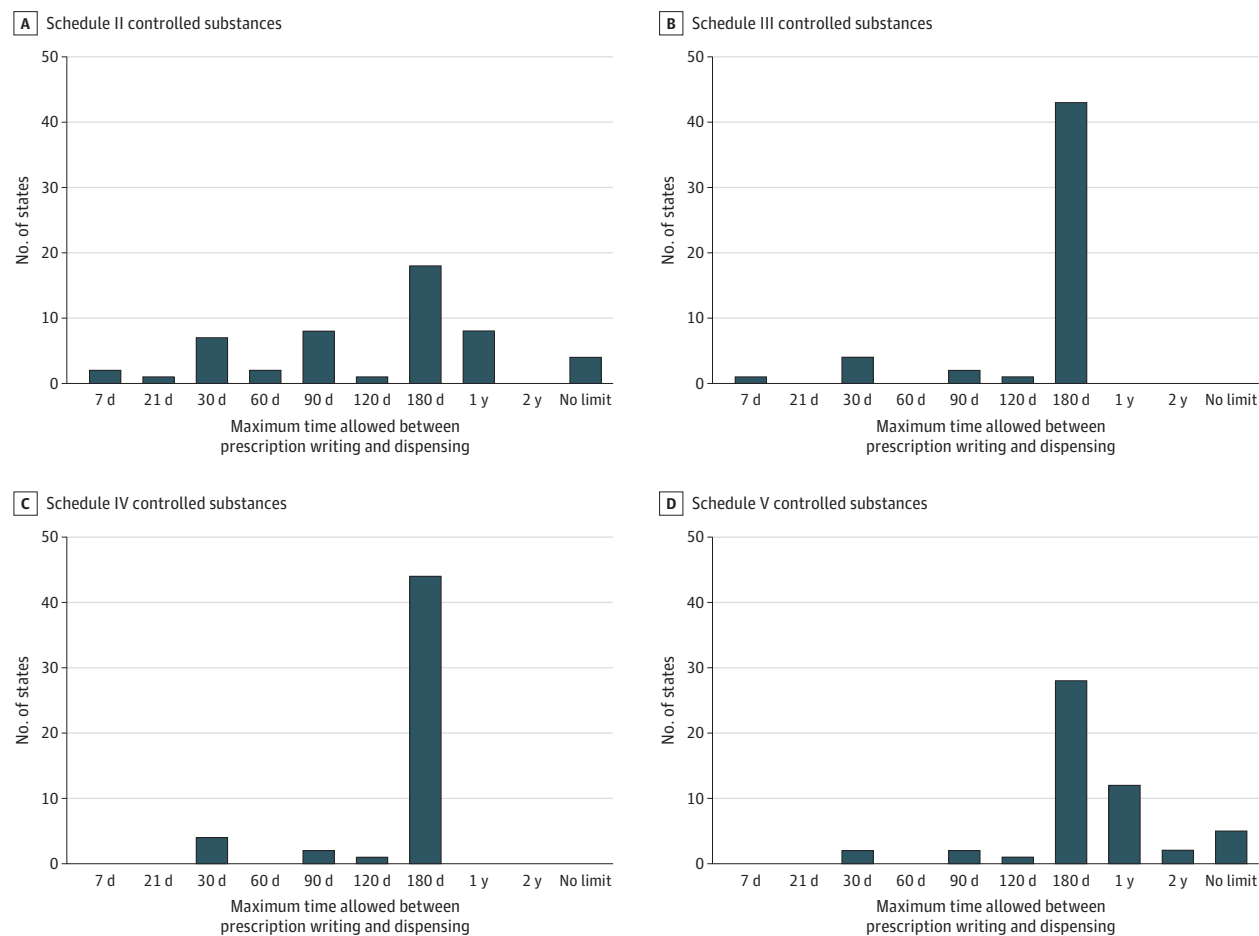 A Schedule II controlled substances
50
40
30
20
10
0
No. of states
7 d 21 d 30 d 60 d 90 d 120 d 180 d 1 y 2 y No limit
Maximum time allowed between
prescription writing and dispensing
B Schedule III controlled substances
50
40
30
20
10
0
No. of states
7 d 21 d 30 d 60 d 90 d 120 d 180 d 1 y 2 y No limit
Maximum time allowed between
prescription writing and dispensing
C Schedule IV controlled substances
50
40
30
20
10
0
No. of states
7 d 21 d 30 d 60 d 90 d 120 d 180 d 1 y 2 y No limit
Maximum time allowed between
prescription writing and dispensing
D Schedule V controlled substances
50
40
30
20
10
0
No. of states
7 d 21 d 30 d 60 d 90 d 120 d 180 d 1 y 2 y No limit
Maximum time allowed between
prescription writing and dispensing